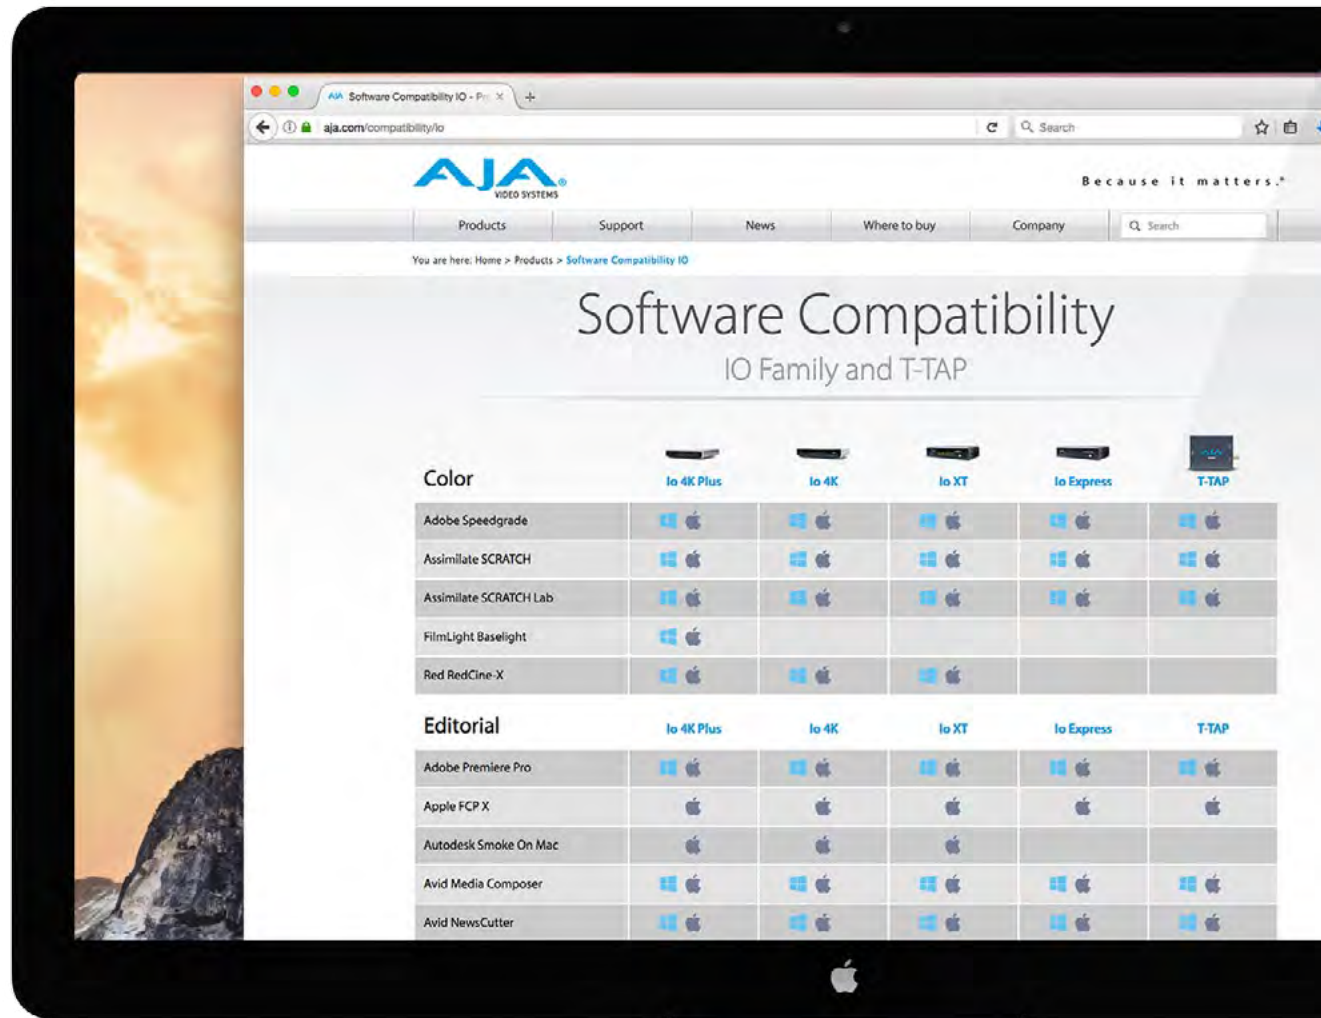 AJA Software Compatibility IO - Pr
aja.com/compatibility/io
Search
AJA®
VIDEO SYSTEMS
Because it matters.®
Products Support News Where to buy Company Search
You are here: Home > Products > Software Compatibility IO
Software Compatibility
IO Family and T-TAP
AJA
Color Io 4K Plus Io 4K Io XT Io Express T-TAP
Adobe Speedgrade
Assimilate SCRATCH
Assimilate SCRATCH Lab
FilmLight Baselight
Red RedCine-X
Editorial Io 4K Plus Io 4K Io XT Io Express T-TAP
Adobe Premiere Pro
Apple FCP X
Autodesk Smoke On Mac
Avid Media Composer
Avid NewsCutter